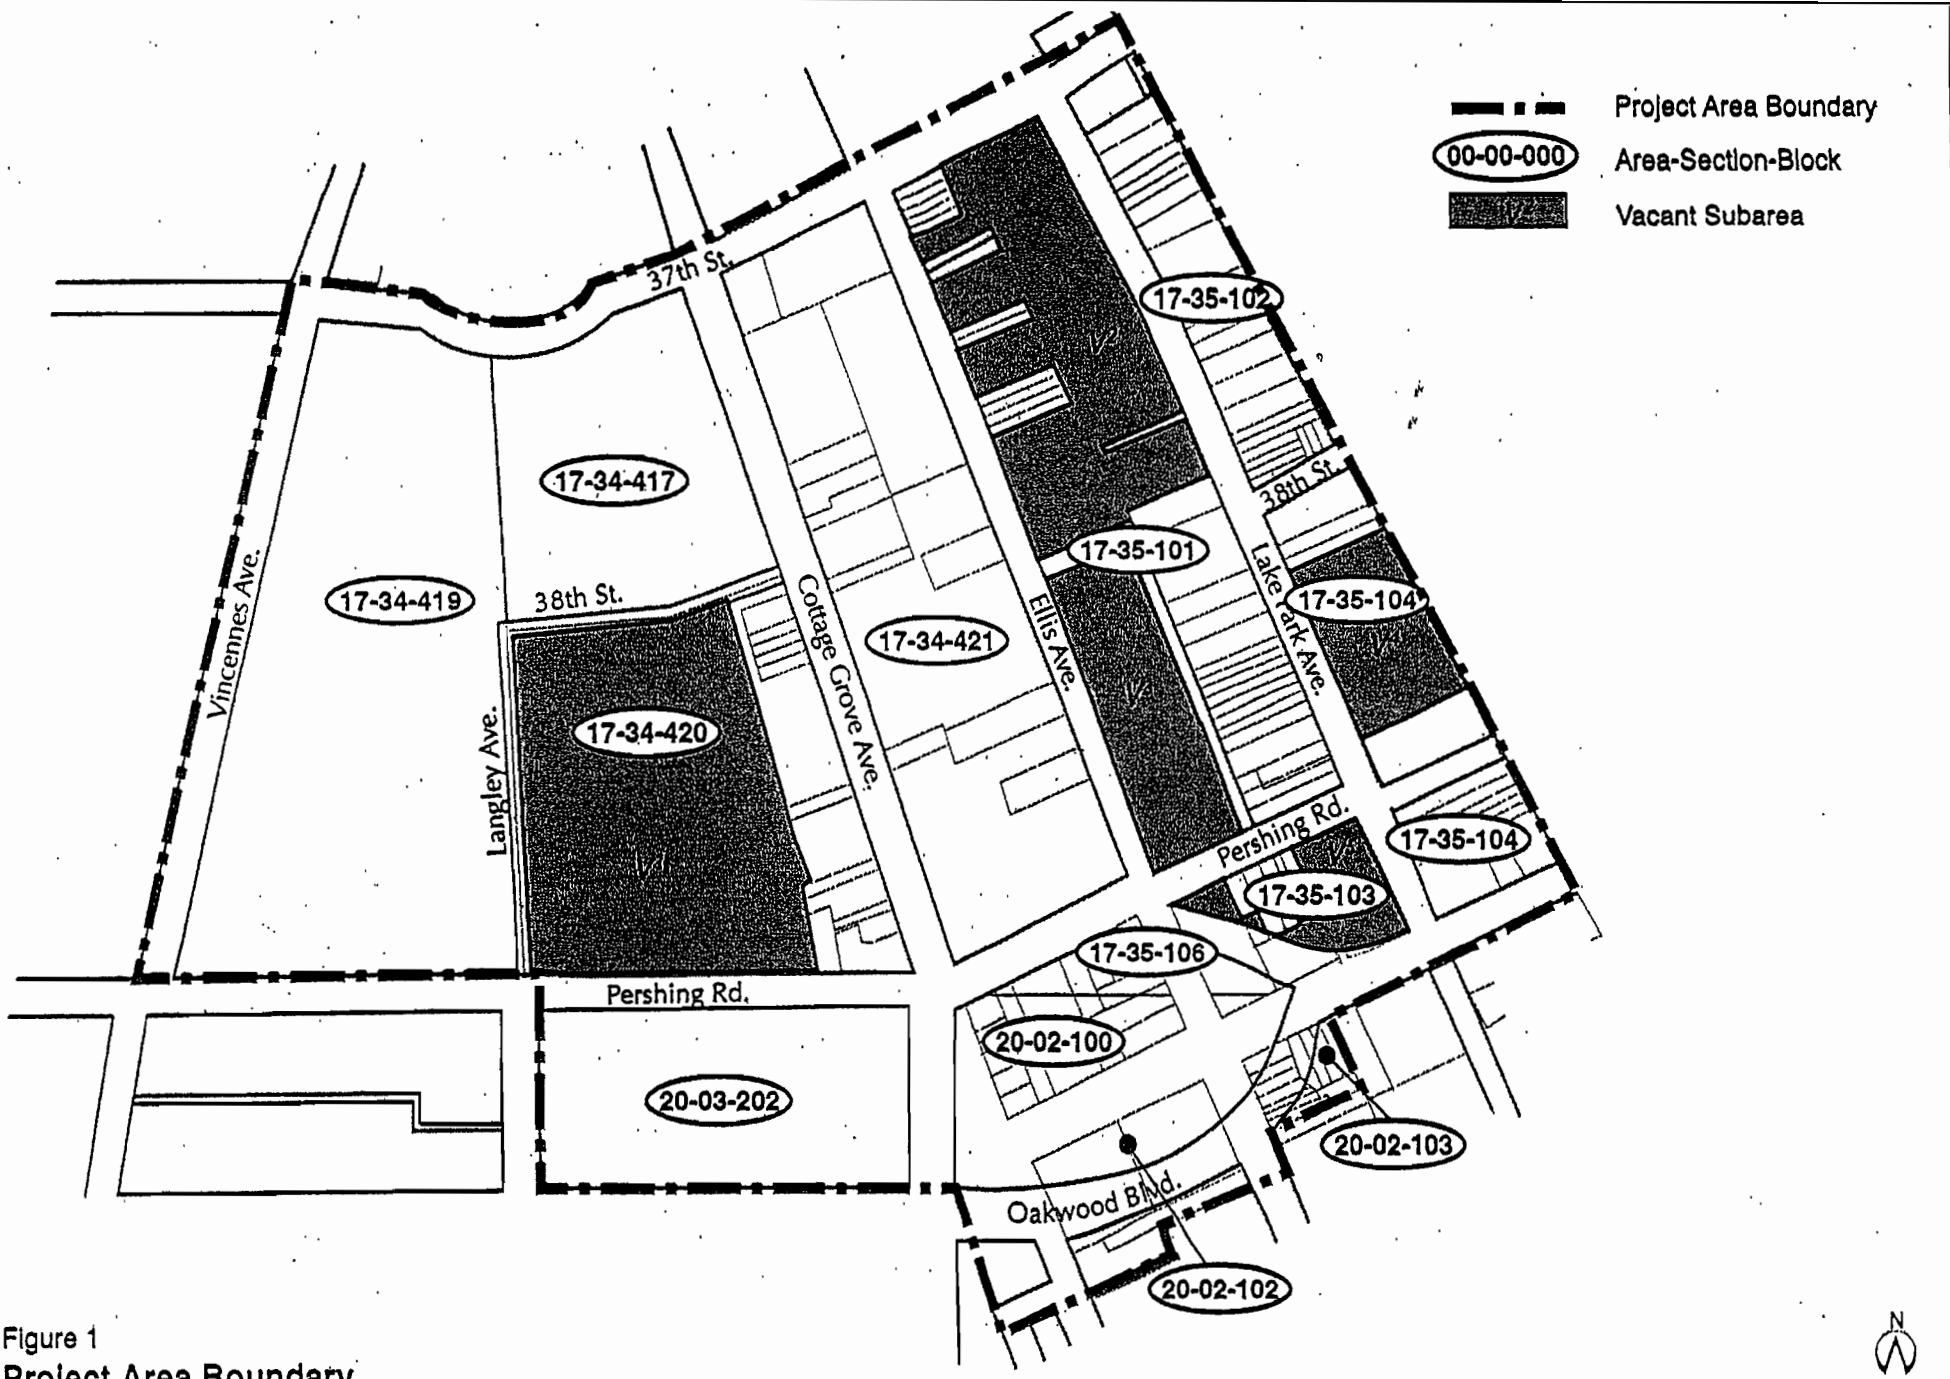 Project Area Boundary
00-00-000
Area-Section-Block
Vacant Subarea
37th St.
17-35-102
17-34-417
38th St.
17-35-101
Vincennes Ave.
17-34-419
38th St.
Cottage Grove Ave.
17-34-421
Ellis Ave.
Lake Park Ave.
17-35-104
17-34-420
Langley Ave.
Pershing Rd.
17-35-104
17-35-103
17-35-106
Pershing Rd.
20-02-100
20-03-202
20-02-103
Oakwood Blvd.
20-02-102
Figure 1
Project Area Boundary
N